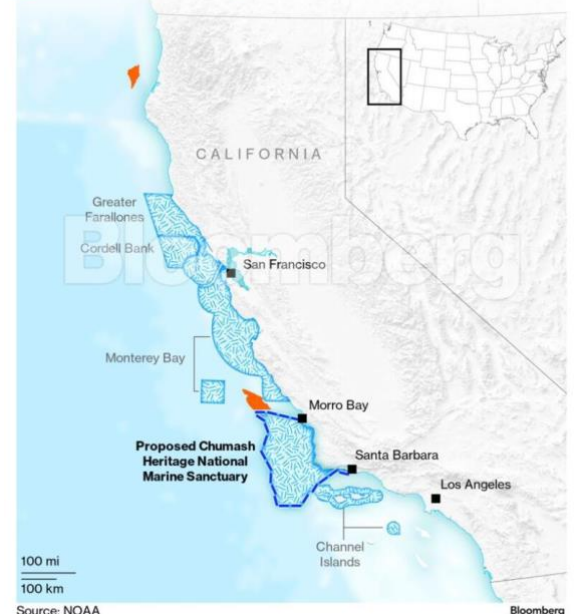 CALIFORNIA
Greater
Farallones
Cordell Bank
Bloomberg
San Francisco
Monterey Bay
Morro Bay
Proposed Chumash
Heritage National
Marine Sanctuary
Santa Barbara
Los Angeles
Channel
Islands
100 mi
100 km
Source: NOAA
Bloomberg